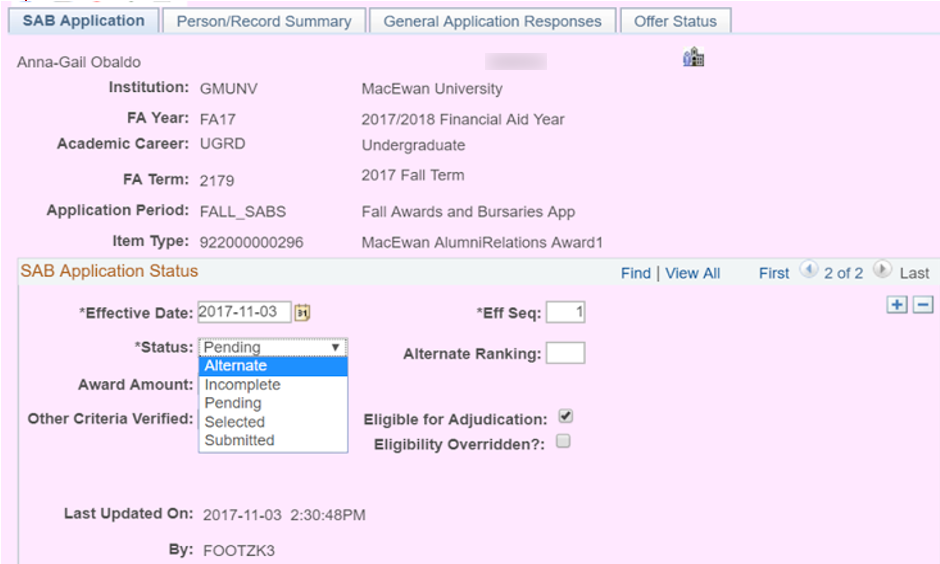 SAB Application Person/Record Summary General Application Responses Offer Status
Anna-Gail Obaldo
Institution: GMUNV MacEwan University
FA Year: FA17 2017/2018 Financial Aid Year
Academic Career: UGRD Undergraduate
FA Term: 2179 2017 Fall Term
Application Period: FALL_SABS Fall Awards and Bursaries App
Item Type: 922000000296 MacEwan AlumniRelations Award1
SAB Application Status Find | View All First 2 of 2 Last
*Effective Date: 2017-11-03 31 *Eff Seq: 1
*Status: Pending Alternate Ranking:
Alternate
Award Amount: Incomplete
Pending
Other Criteria Verified: Selected Eligible for Adjudication:
Submitted Eligibility Overridden?:
Last Updated On: 2017-11-03 2:30:48PM
By: FOOTZK3